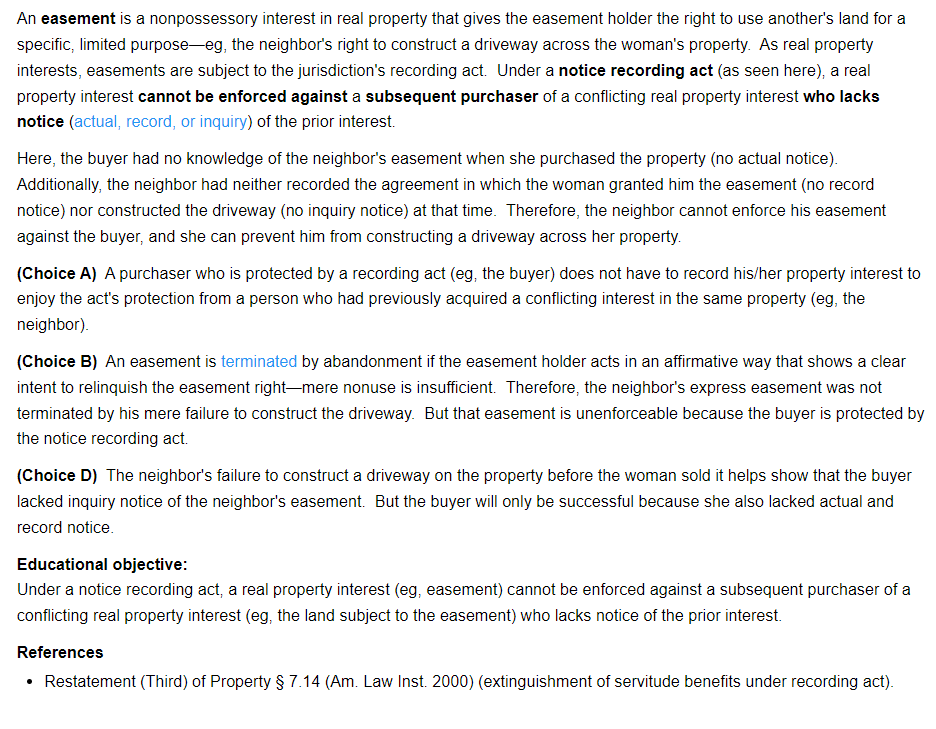 An easement is a nonpossessory interest in real property that gives the easement holder the right to use another's land for a
specific, limited purpose—eg, the neighbor's right to construct a driveway across the woman's property.  As real property
interests, easements are subject to the jurisdiction's recording act.  Under a notice recording act (as seen here), a real
property interest cannot be enforced against a subsequent purchaser of a conflicting real property interest who lacks
notice (actual, record, or inquiry) of the prior interest.
Here, the buyer had no knowledge of the neighbor's easement when she purchased the property (no actual notice).
Additionally, the neighbor had neither recorded the agreement in which the woman granted him the easement (no record
notice) nor constructed the driveway (no inquiry notice) at that time.  Therefore, the neighbor cannot enforce his easement
against the buyer, and she can prevent him from constructing a driveway across her property.
(Choice A)  A purchaser who is protected by a recording act (eg, the buyer) does not have to record his/her property interest to
enjoy the act's protection from a person who had previously acquired a conflicting interest in the same property (eg, the
neighbor).
(Choice B)  An easement is terminated by abandonment if the easement holder acts in an affirmative way that shows a clear
intent to relinquish the easement right—mere nonuse is insufficient.  Therefore, the neighbor's express easement was not
terminated by his mere failure to construct the driveway.  But that easement is unenforceable because the buyer is protected by
the notice recording act.
(Choice D)  The neighbor's failure to construct a driveway on the property before the woman sold it helps show that the buyer
lacked inquiry notice of the neighbor's easement.  But the buyer will only be successful because she also lacked actual and
record notice.
Educational objective:
Under a notice recording act, a real property interest (eg, easement) cannot be enforced against a subsequent purchaser of a
conflicting real property interest (eg, the land subject to the easement) who lacks notice of the prior interest.
References
• Restatement (Third) of Property § 7.14 (Am. Law Inst. 2000) (extinguishment of servitude benefits under recording act).